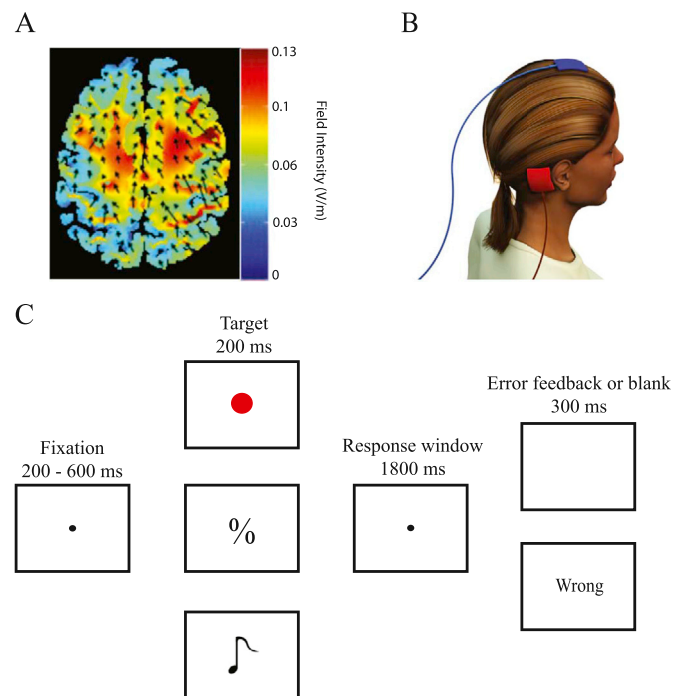 A
0.13
0.1
0.06
0.03
0
Field Intensity (V/m)
B
C
Target
200 ms
Fixation
200 - 600 ms
%
Response window
1800 ms
Error feedback or blank
300 ms
Wrong